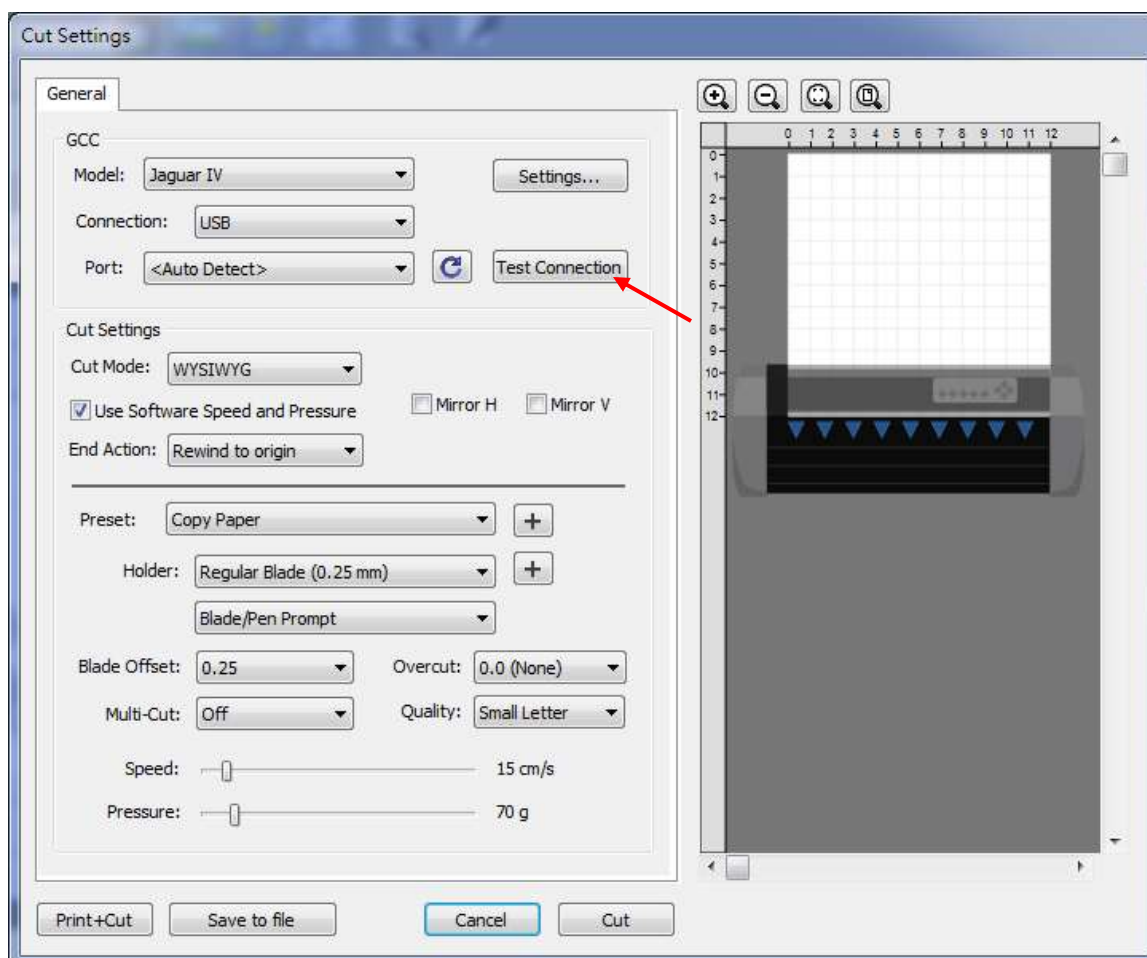 Cut Settings
General
GCC
Model: Jaguar IV Settings...
Connection: USB
Port: <Auto Detect> Test Connection
Cut Settings
Cut Mode: WYSIWYG
Use Software Speed and Pressure Mirror H Mirror V
End Action: Rewind to origin
Preset: Copy Paper +
Holder: Regular Blade (0.25 mm) +
Blade/Pen Prompt
Blade Offset: 0.25 Overcut: 0.0 (None)
Multi-Cut: Off Quality: Small Letter
Speed: 15 cm/s
Pressure: 70 g
Print+Cut Save to file Cancel Cut
0 1 2 3 4 5 6 7 8 9 10 11 12
0
1
2
3
4
5
6
7
8
9
10
11
12